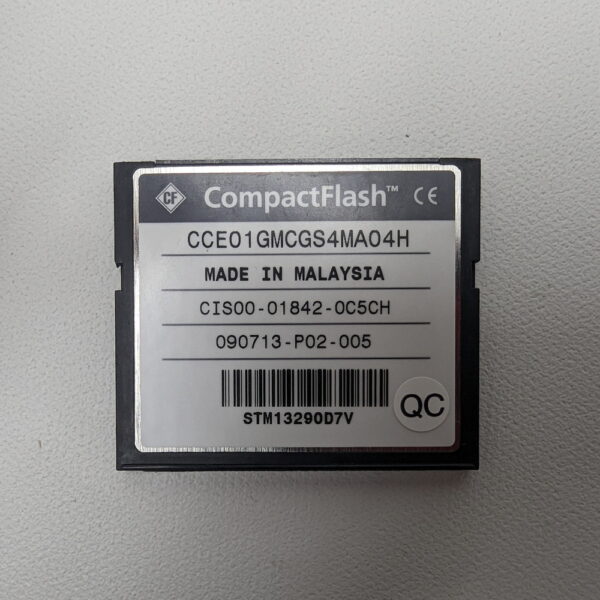 CF CompactFlash™ CE
CCE01GMCGS4MA04H
MADE IN MALAYSIA
CIS00-01842-0C5CH
090713-P02-005
STM13290D7V
QC